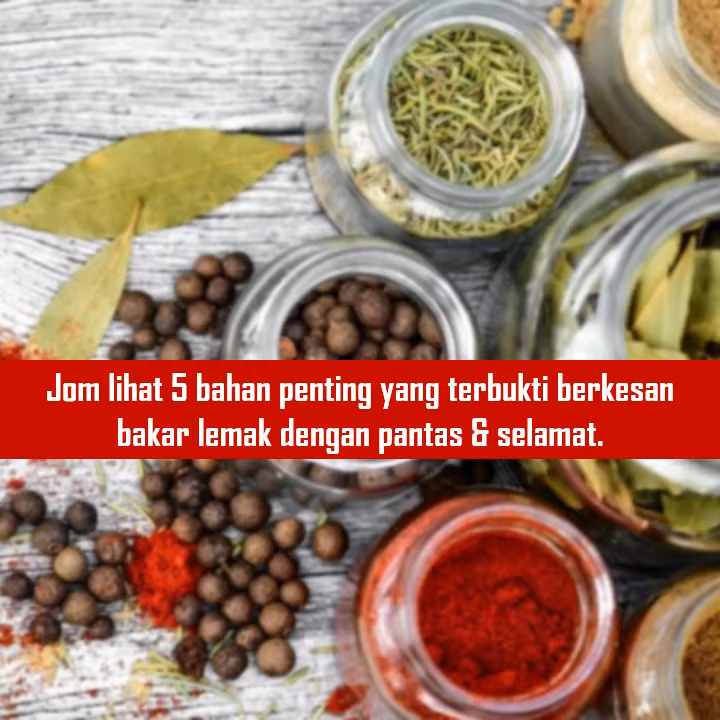 Jom lihat 5 bahan penting yang terbukti berkesan
bakar lemak dengan pantas & selamat.